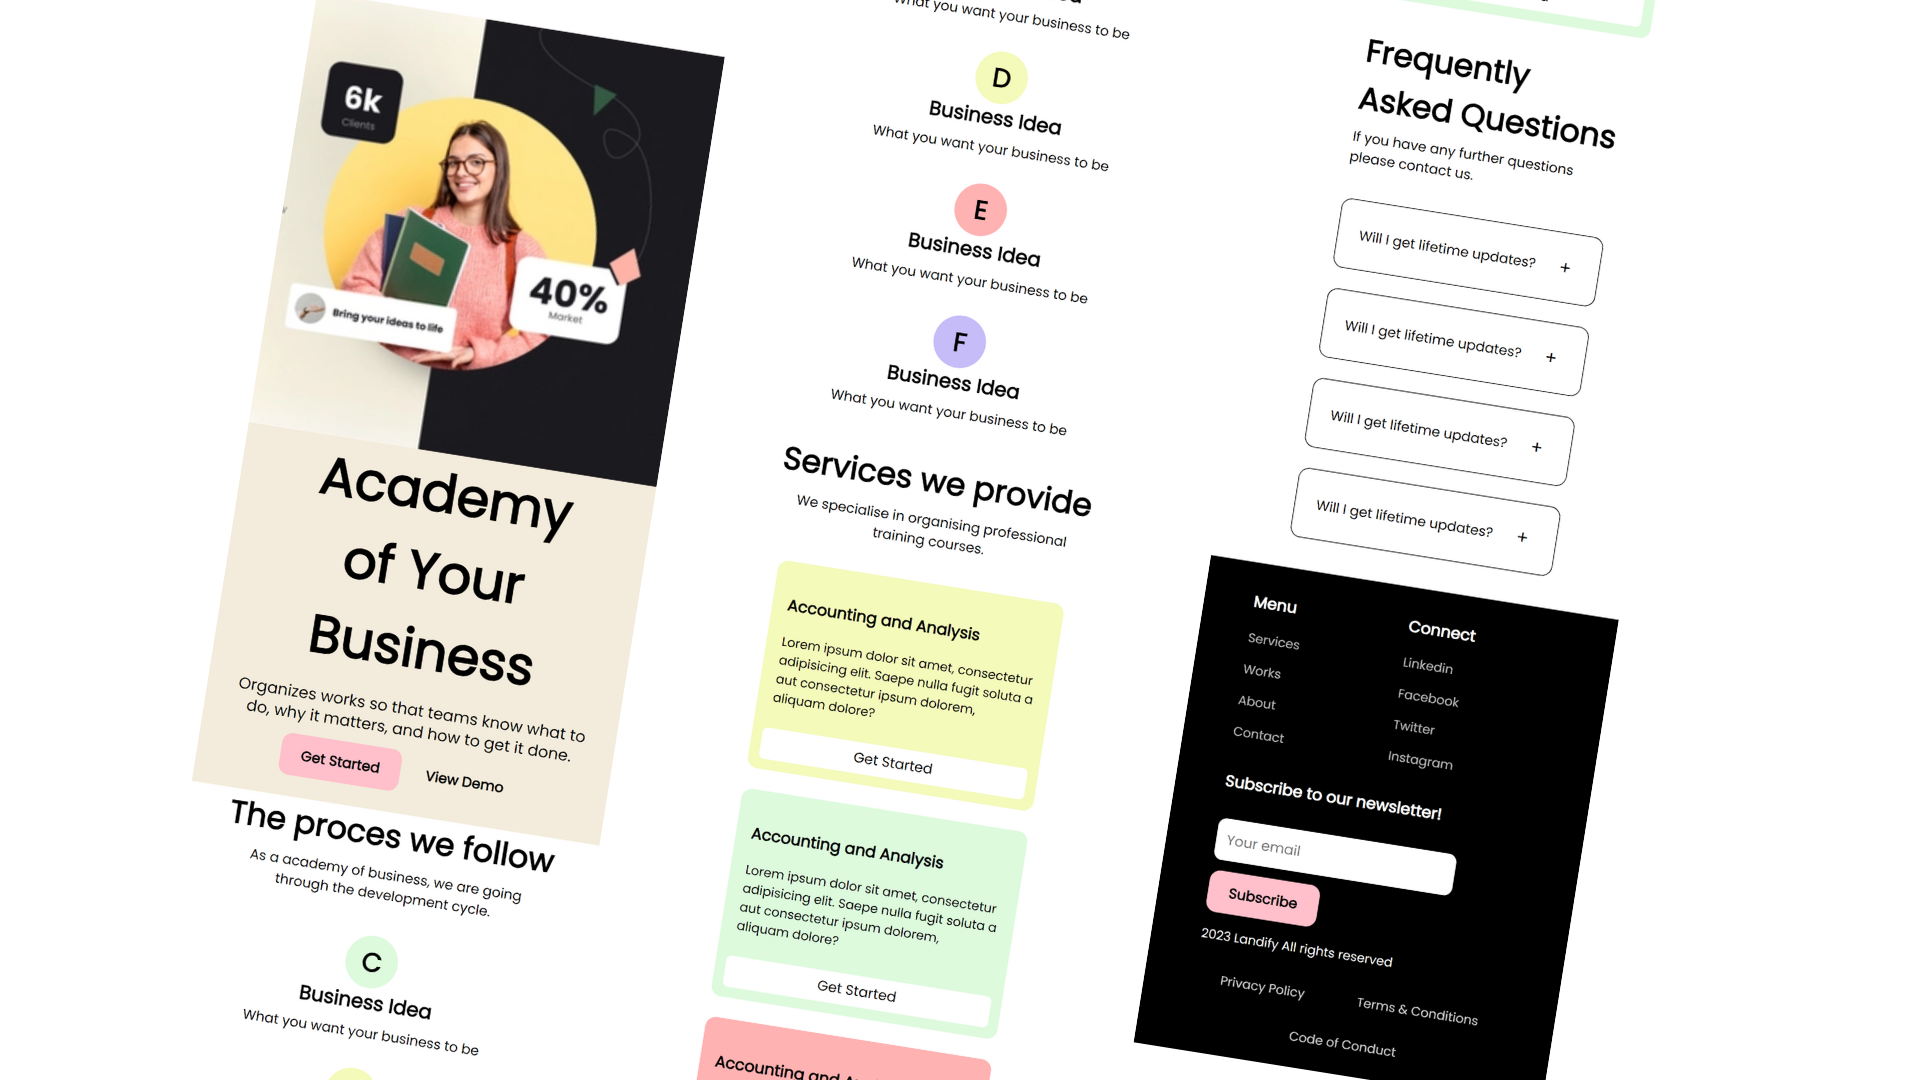 6k
Clients
40%
Market
Bring your ideas to life
Academy
of Your
Business
Organizes works so that teams know what to
do, why it matters, and how to get it done.
Get Started
View Demo
The proces we follow
As a academy of business, we are going
through the development cycle.
C
Business Idea
What you want your business to be
What you want your business to be
D
Business Idea
What you want your business to be
E
Business Idea
What you want your business to be
F
Business Idea
What you want your business to be
Services we provide
We specialise in organising professional
training courses.
Accounting and Analysis
Lorem ipsum dolor sit amet, consectetur
adipisicing elit. Saepe nulla fugit soluta a
aut consectetur ipsum dolorem,
aliquam dolore?
Get Started
Accounting and Analysis
Lorem ipsum dolor sit amet, consectetur
adipisicing elit. Saepe nulla fugit soluta a
aut consectetur ipsum dolorem,
aliquam dolore?
Get Started
Accounting and
Frequently
Asked Questions
If you have any further questions
please contact us.
Will I get lifetime updates? +
Will I get lifetime updates? +
Will I get lifetime updates? +
Will I get lifetime updates? +
Menu
Services
Works
About
Contact
Connect
Linkedin
Facebook
Twitter
Instagram
Subscribe to our newsletter!
Your email
Subscribe
2023 Landify All rights reserved
Privacy Policy
Terms & Conditions
Code of Conduct